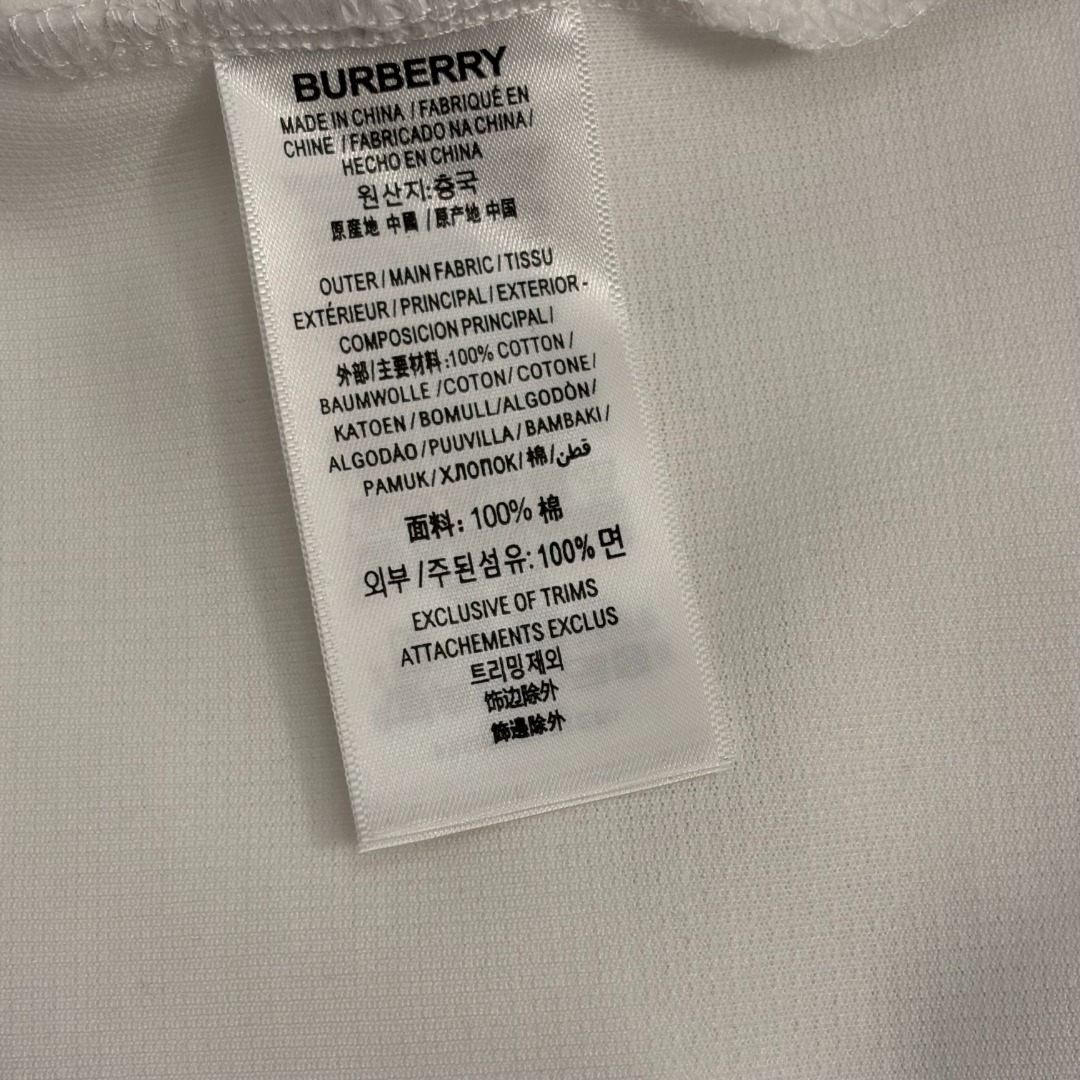 BURBERRY
MADE IN CHINA / FABRIQUÉ EN
CHINE / FABRICADO NA CHINA /
HECHO EN CHINA
원산지:중국
原産地 中國 / 原产地 中国
OUTER / MAIN FABRIC / TISSU
EXTÉRIEUR / PRINCIPAL / EXTERIOR -
COMPOSICION PRINCIPAL /
外部/主要材料:100% COTTON /
BAUMWOLLE /COTON/ COTONE/
KATOEN / BOMULL/ALGODÒN/
ALGODÃO/PUUVILLA/ BAMBAKI/
PAMUK/ХЛОПОК/棉/قطن
面料: 100% 棉
외부 /주된섬유: 100% 면
EXCLUSIVE OF TRIMS
ATTACHEMENTS EXCLUS
트리밍제외
饰边除外
飾邊除外